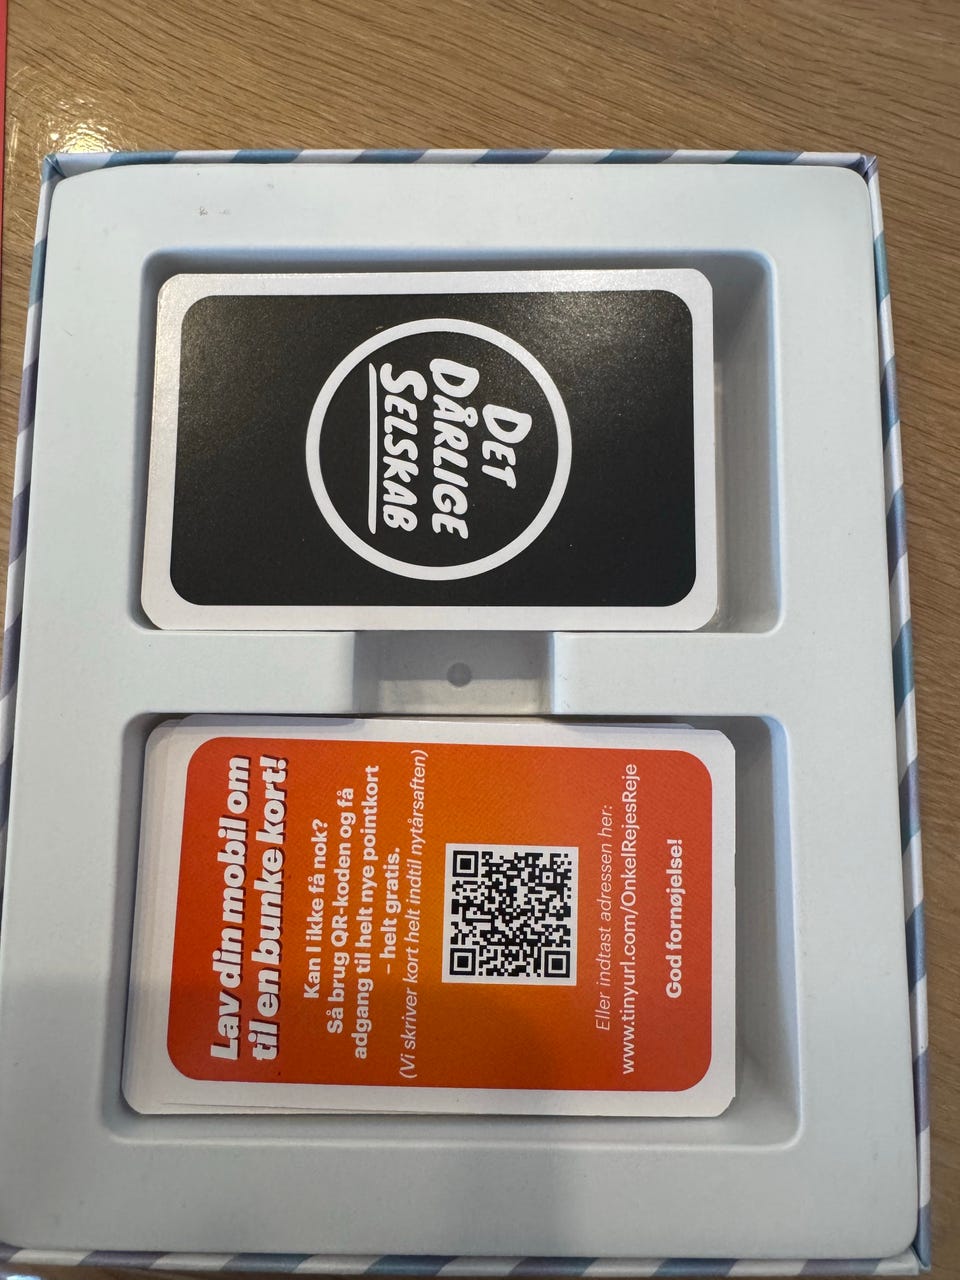 DET
DÅRLIGE
SELSKAB
Lav din mobil om
til en bunke kort!
Kan I ikke få nok?
Så brug QR-koden og få
adgang til helt nye pointkort
– helt gratis.
(Vi skriver kort helt indtil nytårsaften)
Eller indtast adressen her:
www.tinyurl.com/OnkelRejesReje
God fornøjelse!